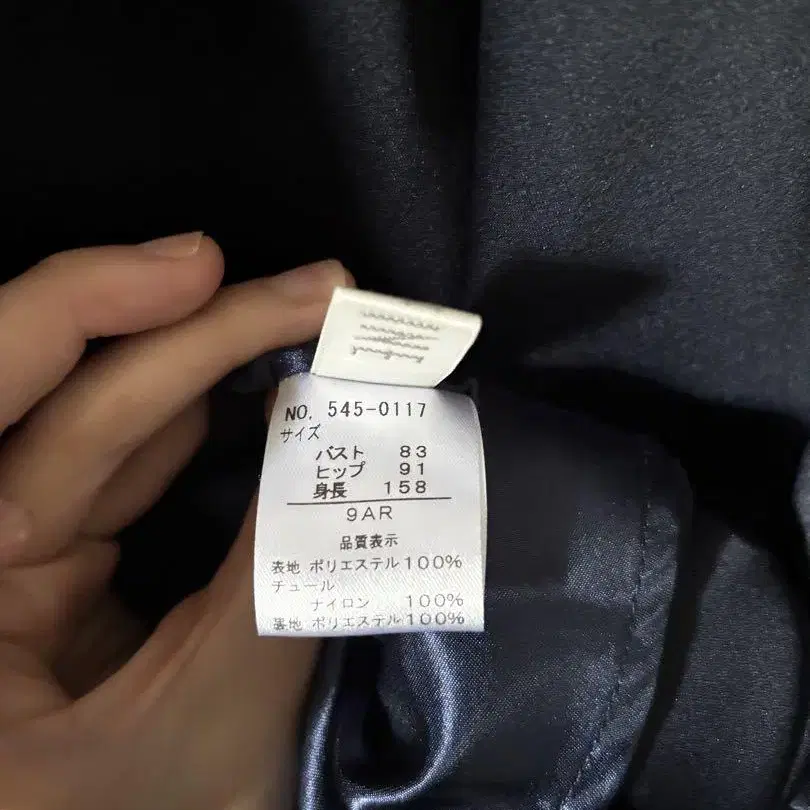 NO. 545-0117
サイズ
バスト 83
ヒップ 91
身長 158
9AR
品質表示
表地 ポリエステル100%
チュール
ナイロン 100%
裏地 ポリエステル100%